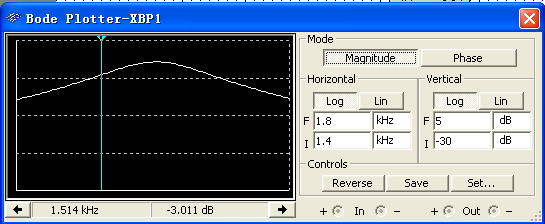 Bode Plotter-XBP1
Mode
Magnitude Phase
Horizontal Vertical
Log Lin Log Lin
F 1.8 kHz F 5 dB
I 1.4 kHz I -30 dB
Controls
Reverse Save Set...
1.514 kHz -3.011 dB
+ In − + Out −